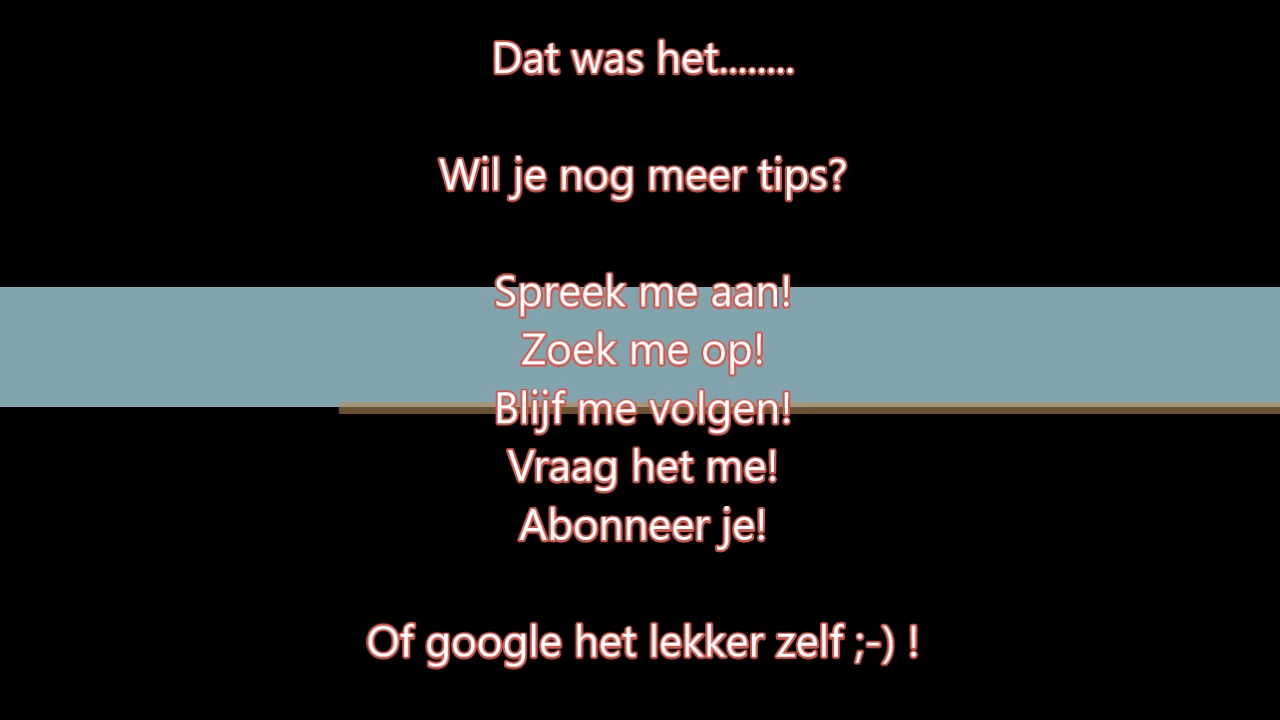 Dat was het........
Wil je nog meer tips?
Spreek me aan!
Zoek me op!
Blijf me volgen!
Vraag het me!
Abonneer je!
Of google het lekker zelf ;-) !